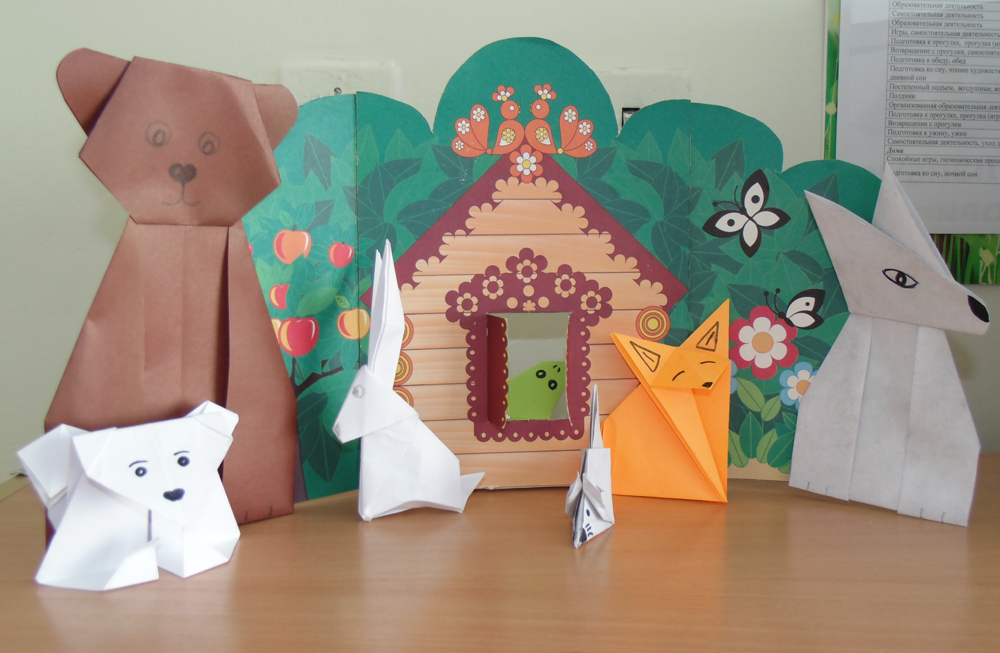 Образовательная деятельность
Самостоятельная деятельность
Образовательная деятельность
Игры, самостоятельная деятельность
Подготовка к прогулке, прогулка
Возвращение с прогулки,
Подготовка к обеду, обед
Подготовка ко сну, чтение
дневной сон
Постепенный подъем, воздушные,
Полдник
Организованная образовательная
Подготовка к прогулке, прогулка
Возвращение с прогулки
Подготовка к ужину, ужин
Самостоятельная деятельность, уход
Дома
Спокойные игры, гигиенические
ко сну, ночной сон